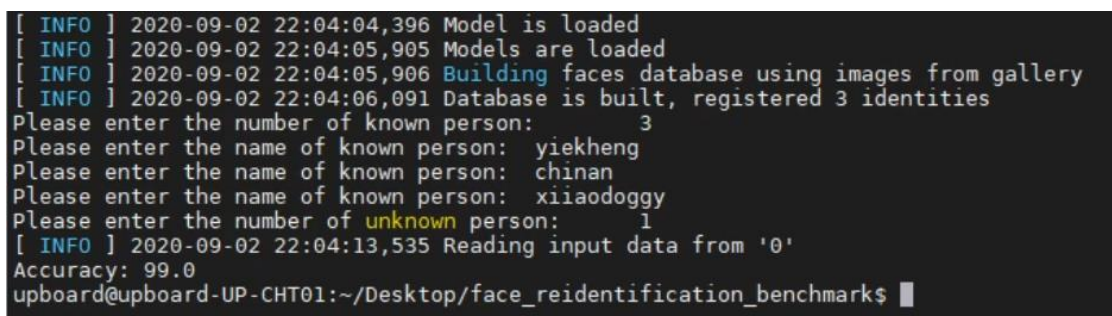 [ INFO ] 2020-09-02 22:04:04,396 Model is loaded
[ INFO ] 2020-09-02 22:04:05,905 Models are loaded
[ INFO ] 2020-09-02 22:04:05,906 Building faces database using images from gallery
[ INFO ] 2020-09-02 22:04:06,091 Database is built, registered 3 identities
Please enter the number of known person:        3
Please enter the name of known person:  yiekheng
Please enter the name of known person:  chinan
Please enter the name of known person:  xiiaodoggy
Please enter the number of unknown person:      1
[ INFO ] 2020-09-02 22:04:13,535 Reading input data from '0'
Accuracy: 99.0
upboard@upboard-UP-CHT01:~/Desktop/face_reidentification_benchmark$